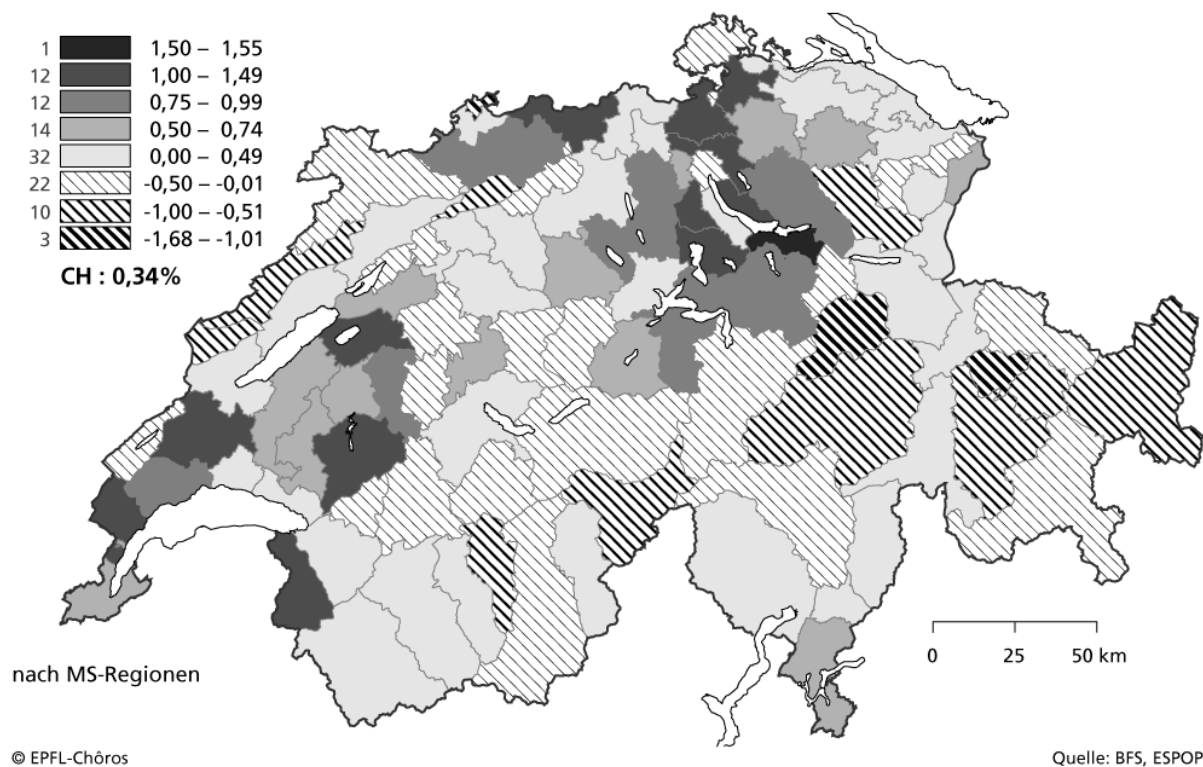 1 1,50 – 1,55
12 1,00 – 1,49
12 0,75 – 0,99
14 0,50 – 0,74
32 0,00 – 0,49
22 -0,50 – -0,01
10 -1,00 – -0,51
3 -1,68 – -1,01
CH : 0,34%
0 25 50 km
nach MS-Regionen
© EPFL-Chôros
Quelle: BFS, ESPOP